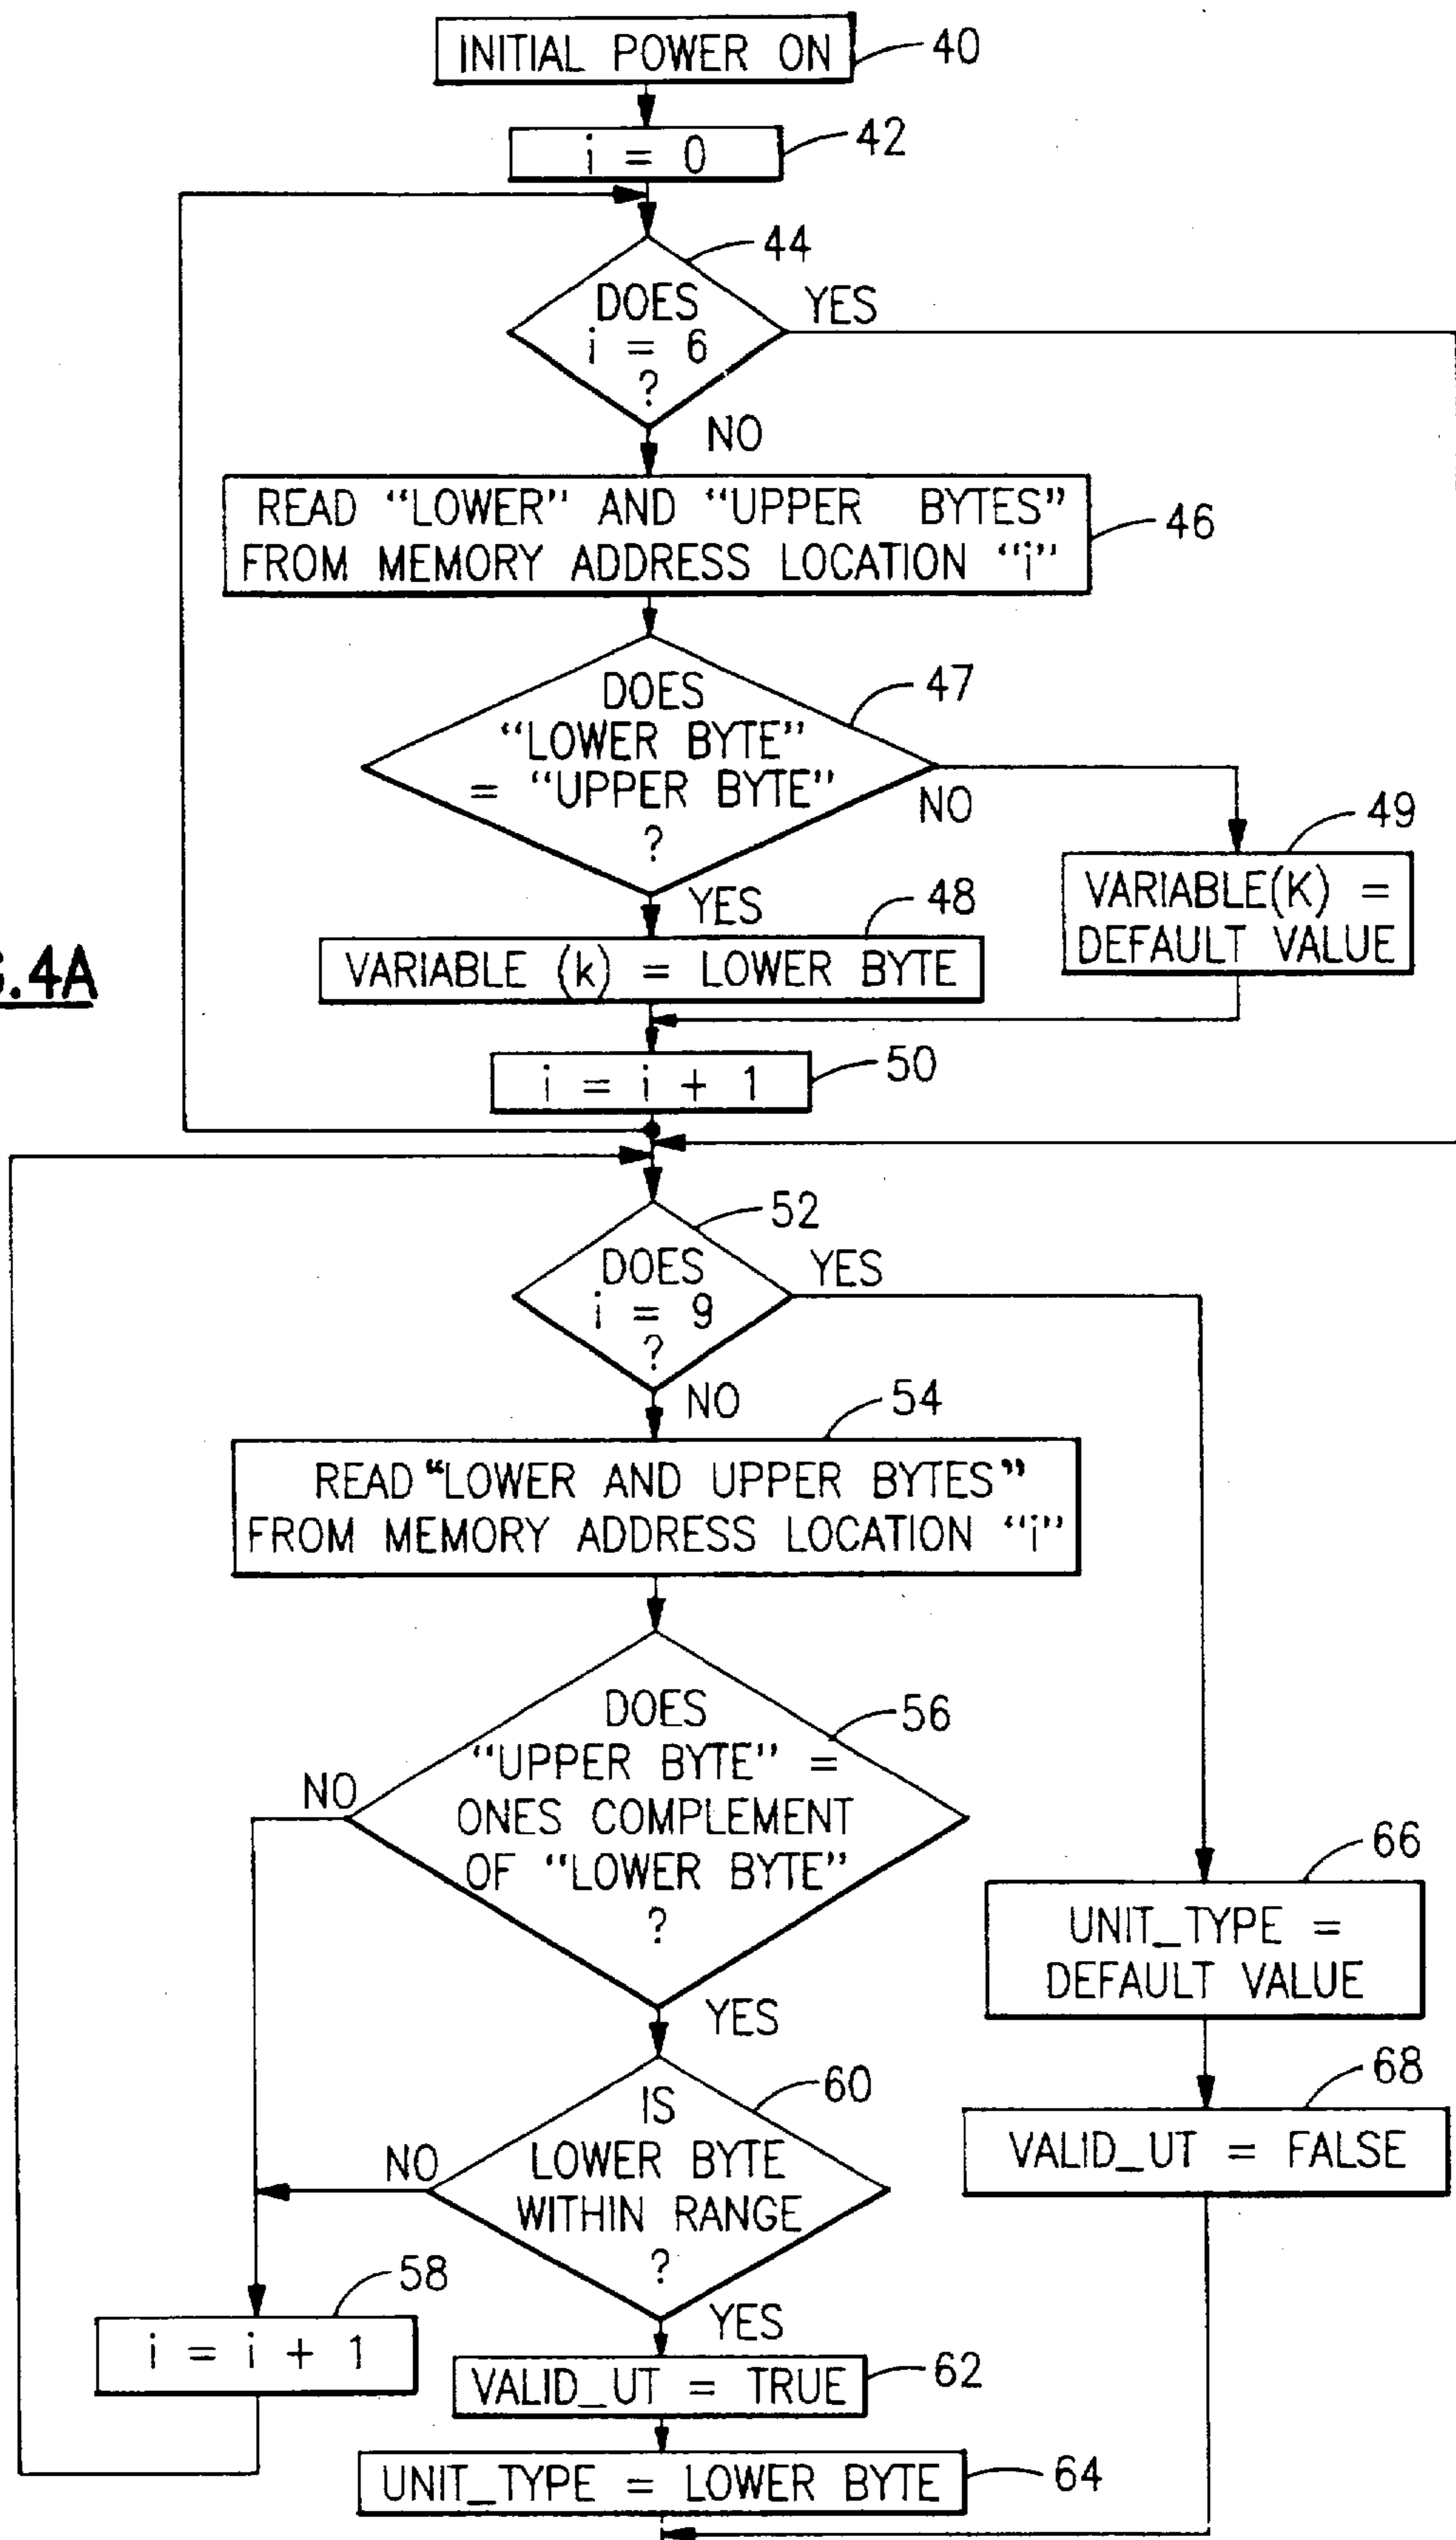 INITIAL POWER ON
40
i = 0
42
44
DOES
i = 6
?
YES
NO
READ “LOWER” AND “UPPER BYTES”
FROM MEMORY ADDRESS LOCATION “i”
46
DOES
“LOWER BYTE”
= “UPPER BYTE”
?
47
NO
49
VARIABLE(K) =
DEFAULT VALUE
YES
48
VARIABLE (k) = LOWER BYTE
.4A
i = i + 1
50
52
DOES
i = 9
?
YES
NO
54
READ “LOWER AND UPPER BYTES”
FROM MEMORY ADDRESS LOCATION “i”
DOES
“UPPER BYTE” =
ONES COMPLEMENT
OF “LOWER BYTE”
?
56
NO
YES
66
UNIT_TYPE =
DEFAULT VALUE
IS
LOWER BYTE
WITHIN RANGE
?
60
NO
YES
68
VALID_UT = FALSE
58
i = i + 1
VALID_UT = TRUE
62
UNIT_TYPE = LOWER BYTE
64